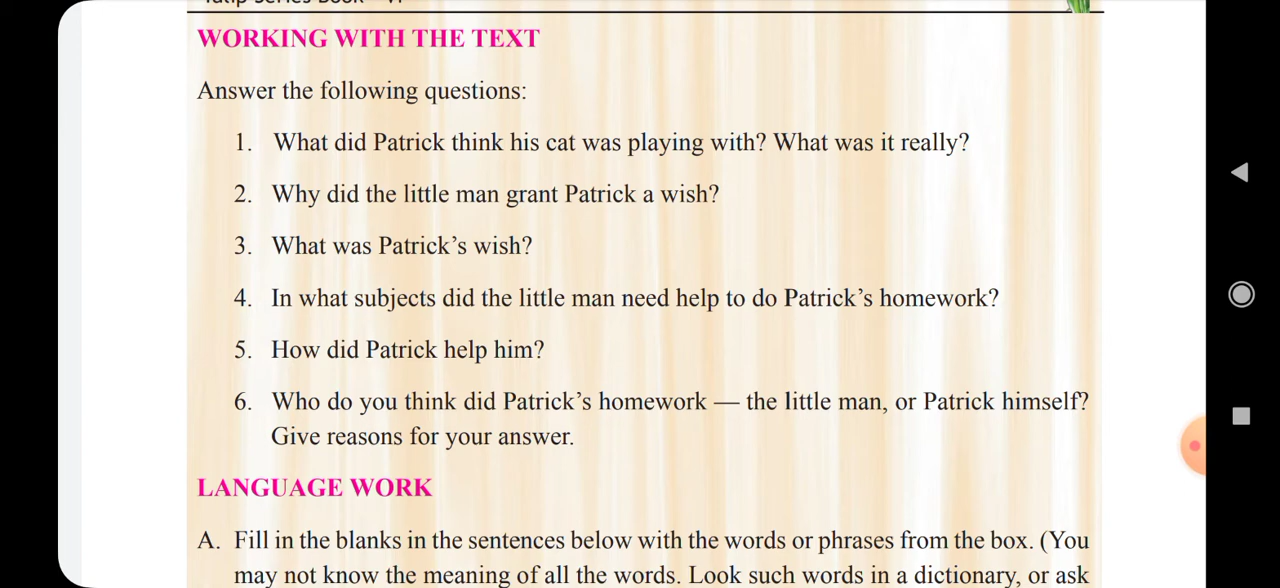 Tulip Series Book – VI
WORKING WITH THE TEXT
Answer the following questions:
1. What did Patrick think his cat was playing with? What was it really?
2. Why did the little man grant Patrick a wish?
3. What was Patrick’s wish?
4. In what subjects did the little man need help to do Patrick’s homework?
5. How did Patrick help him?
6. Who do you think did Patrick’s homework — the little man, or Patrick himself?
Give reasons for your answer.
LANGUAGE WORK
A. Fill in the blanks in the sentences below with the words or phrases from the box. (You
may not know the meaning of all the words. Look such words in a dictionary, or ask